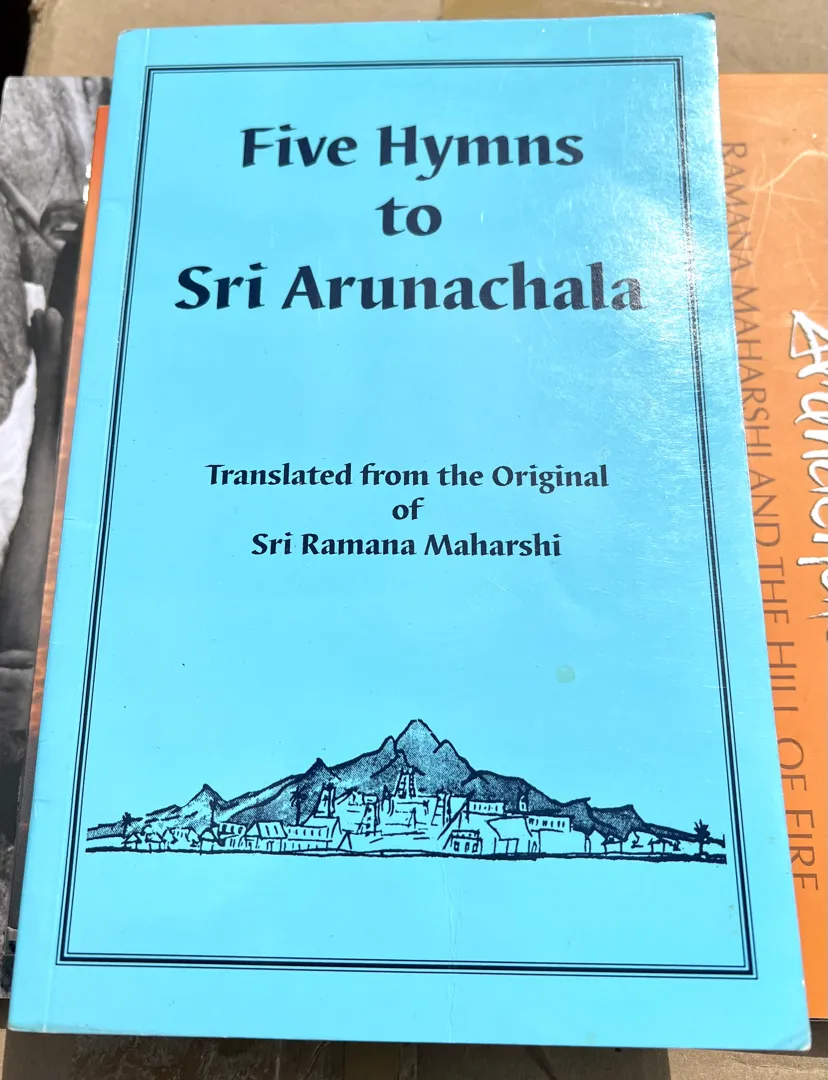 Five Hymns
to
Sri Arunachala
Translated from the Original
of
Sri Ramana Maharshi
RAMANA MAHARSHI AND THE HILL OF FIRE